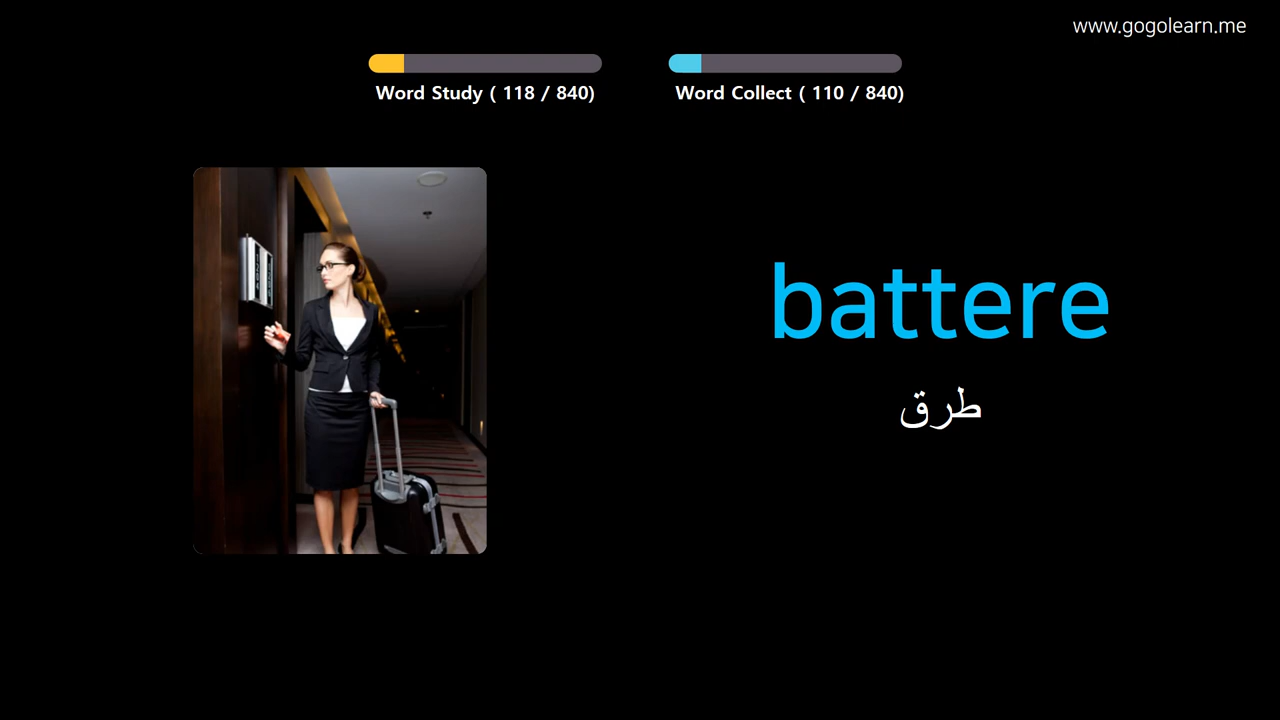 www.gogolearn.me
Word Study ( 118 / 840)
Word Collect ( 110 / 840)
battere
طرق